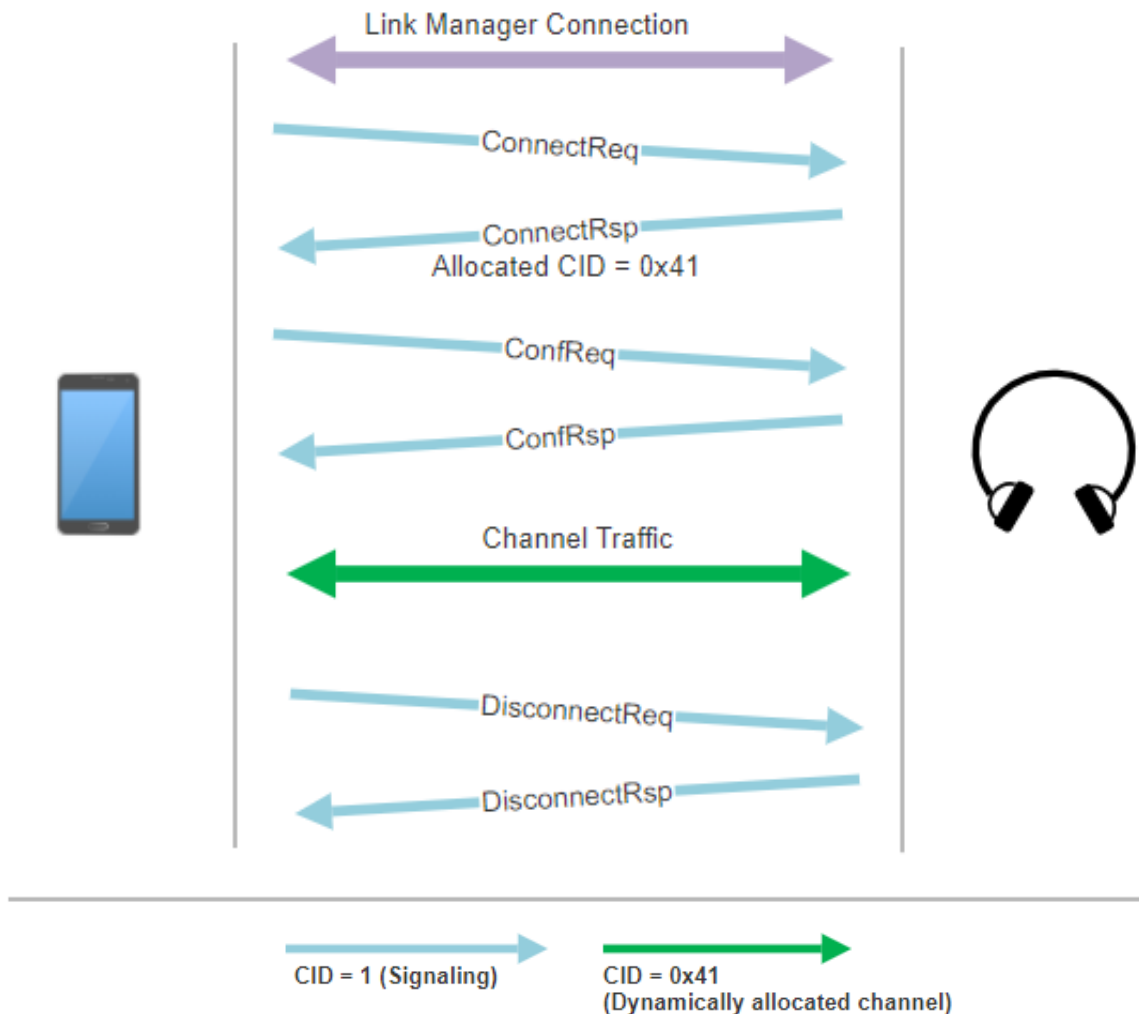 Link Manager Connection
ConnectReq
ConnectRsp
Allocated CID = 0x41
ConfReq
ConfRsp
Channel Traffic
DisconnectReq
DisconnectRsp
CID = 1 (Signaling)
CID = 0x41
(Dynamically allocated channel)